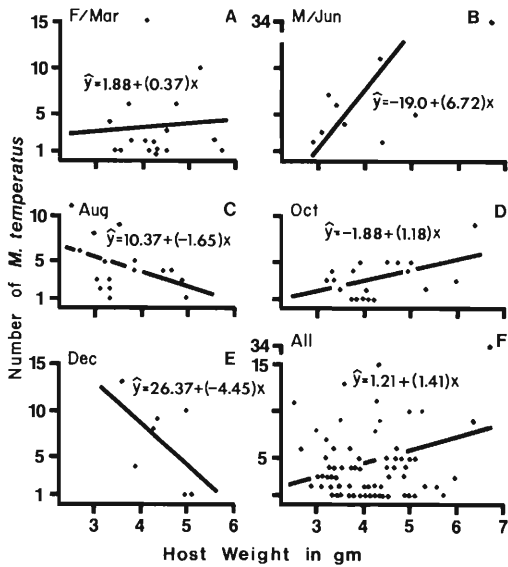 F/Mar A
15
10
5
1
ŷ=1.88+(0.37)x
M/Jun B
34
ŷ=-19.0+(6.72)x
Aug C
10
5
1
ŷ=10.37+(-1.65)x
Oct D
ŷ=-1.88+(1.18)x
Dec E
15
10
5
1
ŷ=26.37+(-4.45)x
3 4 5 6
All F
34
15
5
ŷ=1.21+(1.41)x
3 4 5 6 7
Number of M. temperatus
Host Weight in gm